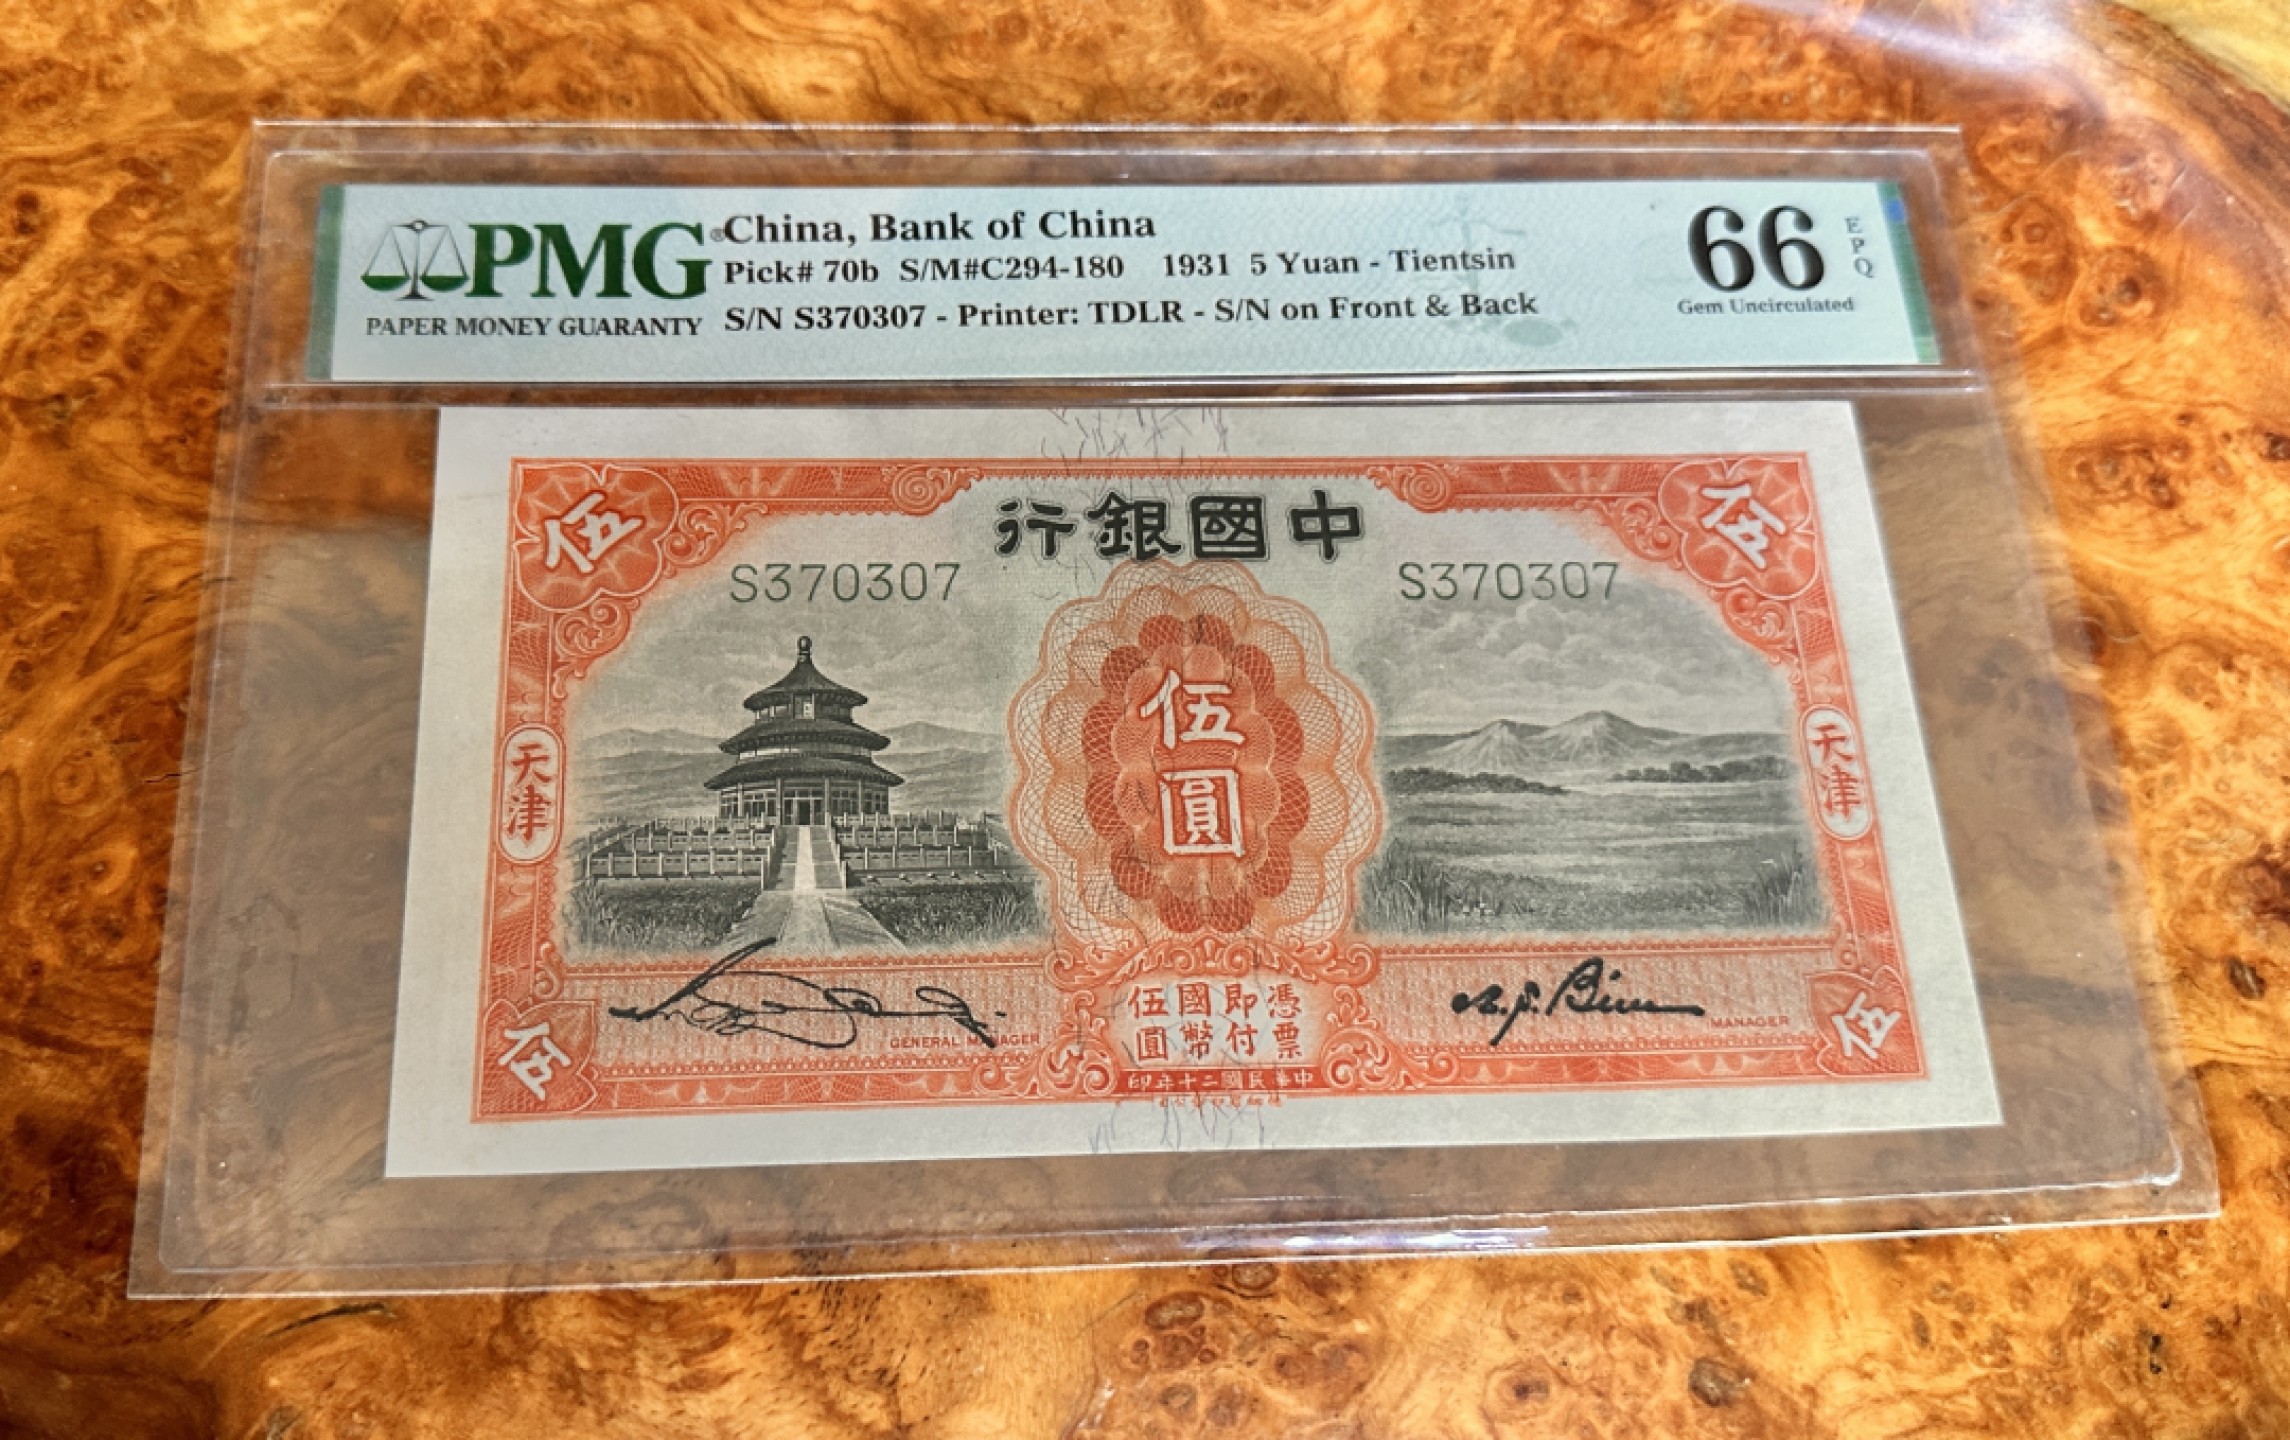 PMG®
PAPER MONEY GUARANTY
China, Bank of China
Pick# 70b S/M#C294-180 1931 5 Yuan - Tientsin
S/N S370307 - Printer: TDLR - S/N on Front & Back
66
EPQ
Gem Uncirculated
伍
行銀國中
伍
S370307
S370307
伍圓
天津
天津
憑票
即付
國幣
伍圓
GENERAL MANAGER
MANAGER
伍
伍
印年十二國民華中